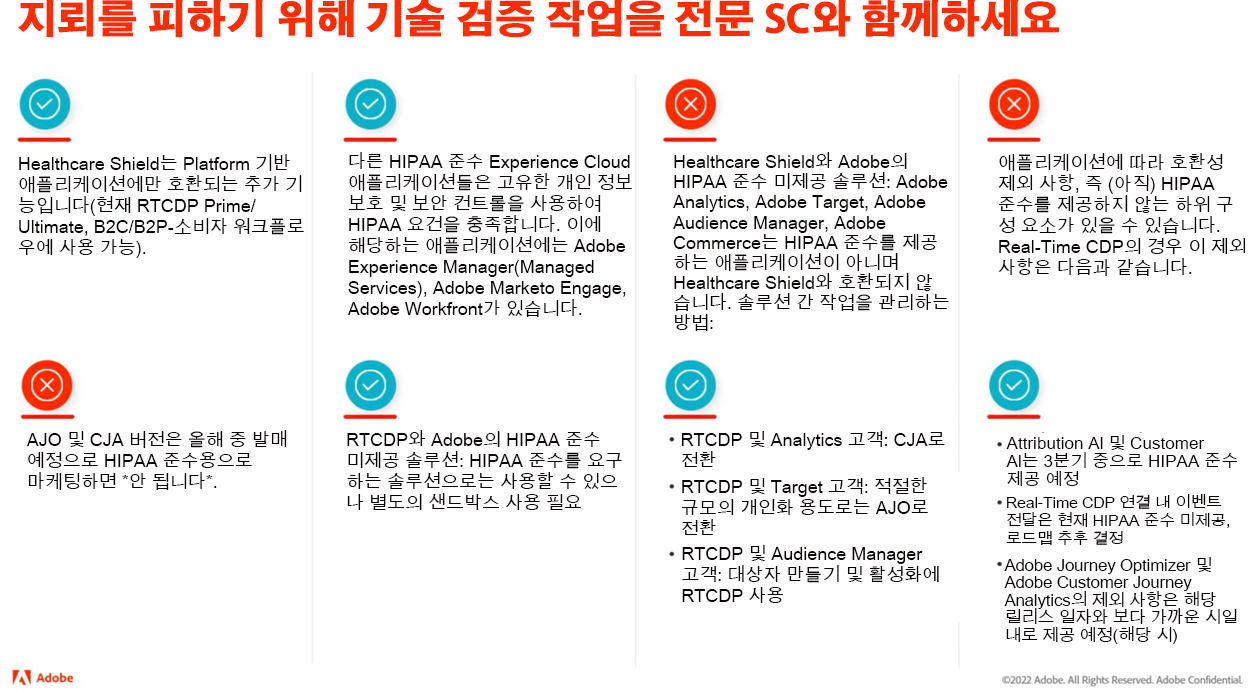 지뢰를 피하기 위해 기술 검증 작업을 전문 SC와 함께하세요
Healthcare Shield는 Platform 기반
애플리케이션에만 호환되는 추가 기
능입니다(현재 RTCDP Prime/
Ultimate, B2C/B2P-소비자 워크플로
우에 사용 가능).
다른 HIPAA 준수 Experience Cloud
애플리케이션들은 고유한 개인 정보
보호 및 보안 컨트롤을 사용하여
HIPAA 요건을 충족합니다. 이에
해당하는 애플리케이션에는 Adobe
Experience Manager(Managed
Services), Adobe Marketo Engage,
Adobe Workfront가 있습니다.
Healthcare Shield와 Adobe의
HIPAA 준수 미제공 솔루션: Adobe
Analytics, Adobe Target, Adobe
Audience Manager, Adobe
Commerce는 HIPAA 준수를 제공
하는 애플리케이션이 아니며
Healthcare Shield와 호환되지 않
습니다. 솔루션 간 작업을 관리하는
방법:
애플리케이션에 따라 호환성
제외 사항, 즉 (아직) HIPAA
준수를 제공하지 않는 하위 구
성 요소가 있을 수 있습니다.
Real-Time CDP의 경우 이 제외
사항은 다음과 같습니다.
AJO 및 CJA 버전은 올해 중 발매
예정으로 HIPAA 준수용으로
마케팅하면 *안 됩니다*.
RTCDP와 Adobe의 HIPAA 준수
미제공 솔루션: HIPAA 준수를 요구
하는 솔루션으로는 사용할 수 있으
나 별도의 샌드박스 사용 필요
• RTCDP 및 Analytics 고객: CJA로
전환
• RTCDP 및 Target 고객: 적절한
규모의 개인화 용도로는 AJO로
전환
• RTCDP 및 Audience Manager
고객: 대상자 만들기 및 활성화에
RTCDP 사용
• Attribution AI 및 Customer
AI는 3분기 중으로 HIPAA 준수
제공 예정
• Real-Time CDP 연결 내 이벤트
전달은 현재 HIPAA 준수 미제공,
로드맵 추후 결정
• Adobe Journey Optimizer 및
Adobe Customer Journey
Analytics의 제외 사항은 해당
릴리스 일자와 보다 가까운 시일
내로 제공 예정(해당 시)
Adobe
©2022 Adobe. All Rights Reserved. Adobe Confidential.